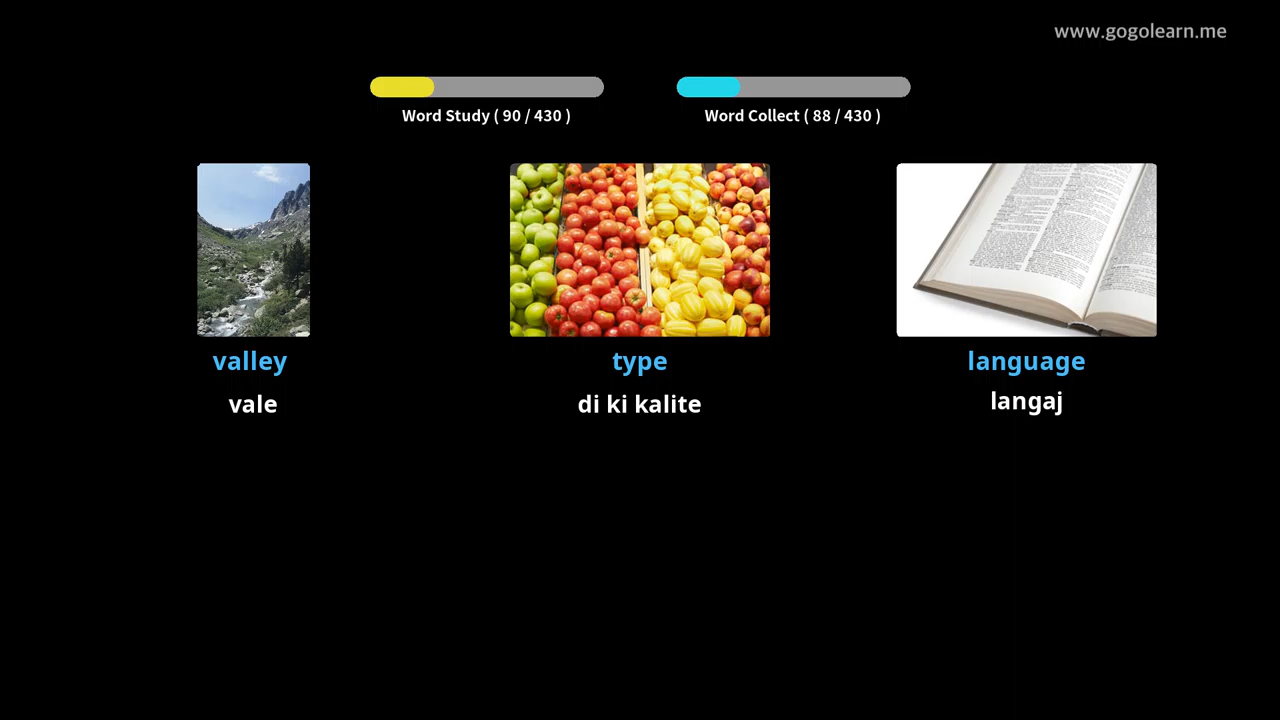 www.gogolearn.me
Word Study ( 90 / 430 )
Word Collect ( 88 / 430 )
valley
type
language
vale
di ki kalite
langaj